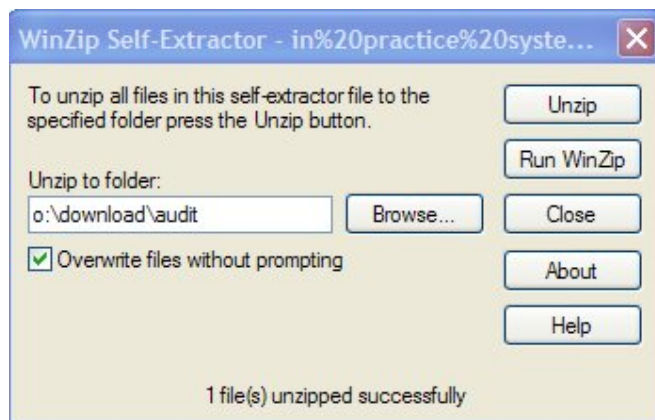 WinZip Self-Extractor - in%20practice%20syste...
To unzip all files in this self-extractor file to the
specified folder press the Unzip button.
Unzip to folder:
o:\download\audit
Browse...
Overwrite files without prompting
Unzip
Run WinZip
Close
About
Help
1 file(s) unzipped successfully